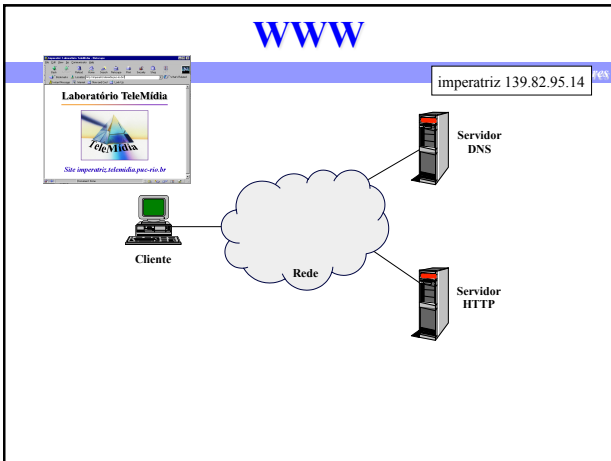 WWW
imperatriz 139.82.95.14
res
Laboratório TeleMídia
TeleMídia
Site imperatriz.telemidia.puc-rio.br
Servidor
DNS
Cliente
Rede
Servidor
HTTP